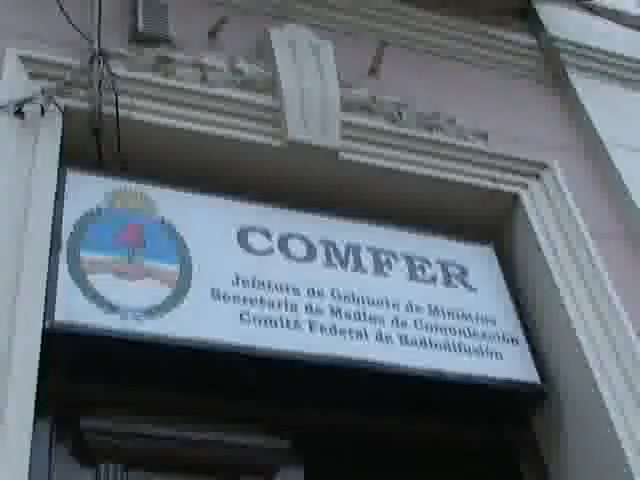 COMFER
Jefatura de Gabinete de Ministros
Secretaría de Medios de Comunicación
Comité Federal de Radiodifusión